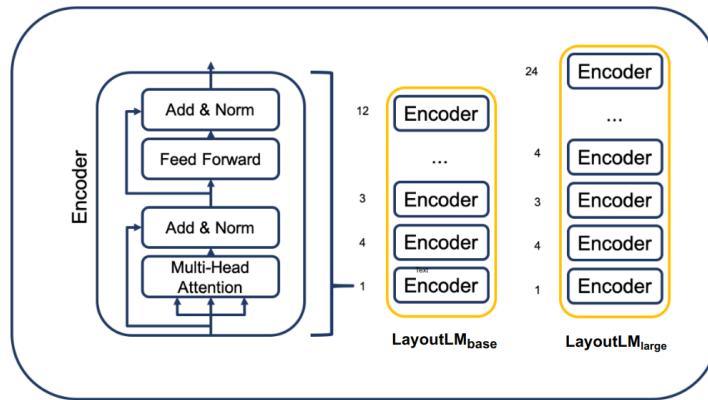 Encoder
Add & Norm
Feed Forward
Add & Norm
Multi-Head
Attention
12 Encoder
...
3 Encoder
4 Encoder
Text
1 Encoder
LayoutLMbase
24 Encoder
...
4 Encoder
3 Encoder
4 Encoder
1 Encoder
LayoutLMlarge